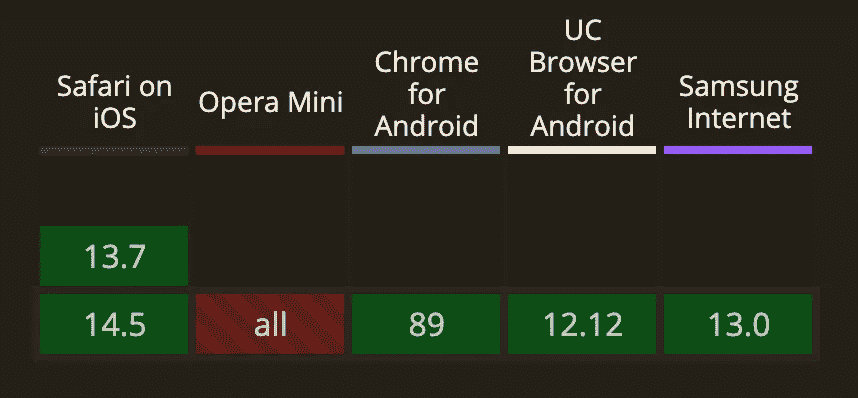 Safari on
iOS
Opera Mini
Chrome
for
Android
UC
Browser
for
Android
Samsung
Internet
13.7
14.5
all
89
12.12
13.0